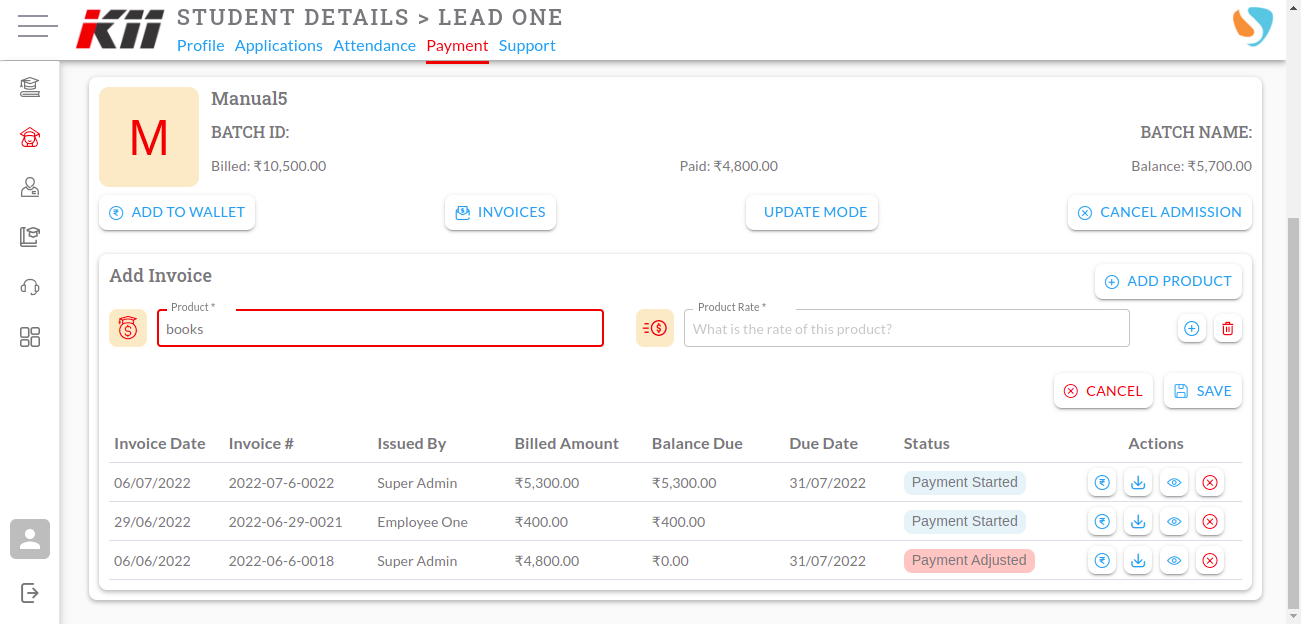 KIT
STUDENT DETAILS > LEAD ONE
Profile Applications Attendance Payment Support
M
Manual5
BATCH ID: BATCH NAME:
Billed: ₹10,500.00 Paid: ₹4,800.00 Balance: ₹5,700.00
ADD TO WALLET INVOICES UPDATE MODE CANCEL ADMISSION
Add Invoice ADD PRODUCT
Product * Product Rate *
books What is the rate of this product?
CANCEL SAVE
Invoice Date Invoice # Issued By Billed Amount Balance Due Due Date Status Actions
06/07/2022 2022-07-6-0022 Super Admin ₹5,300.00 ₹5,300.00 31/07/2022 Payment Started
29/06/2022 2022-06-29-0021 Employee One ₹400.00 ₹400.00 Payment Started
06/06/2022 2022-06-6-0018 Super Admin ₹4,800.00 ₹0.00 31/07/2022 Payment Adjusted